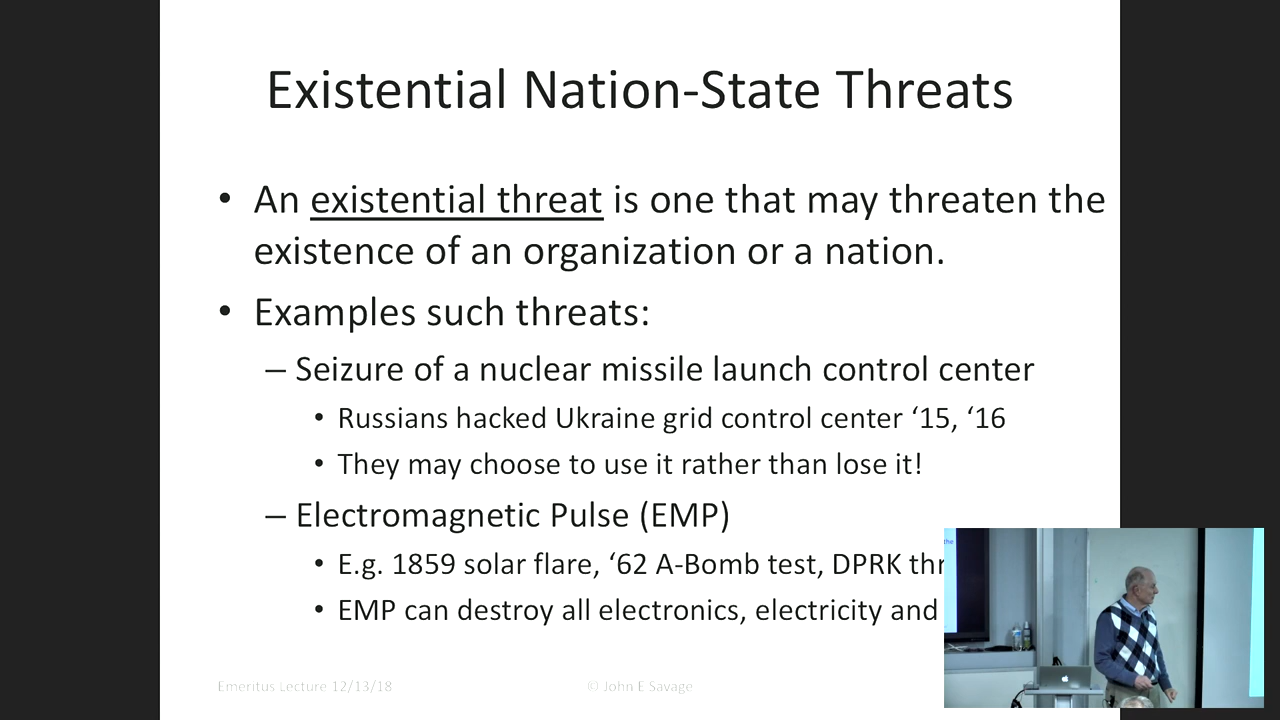 Existential Nation-State Threats
• An existential threat is one that may threaten the
existence of an organization or a nation.
• Examples such threats:
– Seizure of a nuclear missile launch control center
• Russians hacked Ukraine grid control center ‘15, ‘16
• They may choose to use it rather than lose it!
– Electromagnetic Pulse (EMP)
• E.g. 1859 solar flare, ‘62 A-Bomb test, DPRK
• EMP can destroy all electronics, electricity and
the
Emeritus Lecture 12/13/18
© John E Savage